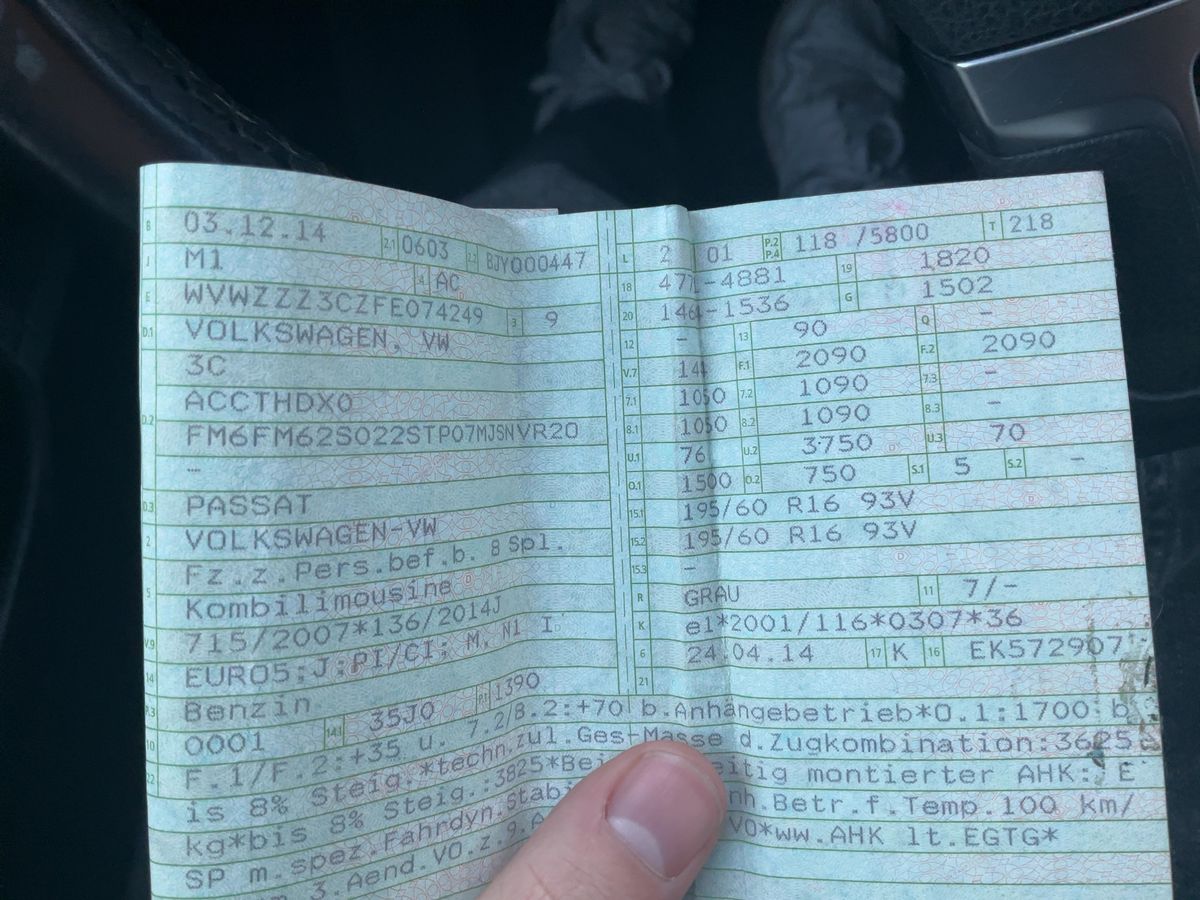 B 03.12.14 2.1 0603 2.2 BJY000447
J M1 4 AC
E WVWZZZ3CZFE074249 3 9
D.1 VOLKSWAGEN, VW
3C
D.2 ACCTHDX0
FM6FM62S022STP07MJSNVR20
—
D.3 PASSAT
2 VOLKSWAGEN-VW
5 Fz.z.Pers.bef.b. 8 Spl.
Kombilimousine
V.9 715/2007*136/2014J
14 EURO5;J;PI/CI; M, N1 I
P.3 Benzin P.1 1390
10 0001 14.1 35J0
L 2 01 P.2 P.4 118 /5800 T 218
18 4771-4881 19 1820
20 1464-1536 G 1502
12 - 13 90 Q -
V.7 144 F.1 2090 F.2 2090
7.1 1050 7.2 1090 7.3 -
8.1 1050 8.2 1090 8.3 -
U.1 76 U.2 3750 U.3 70
O.1 1500 O.2 750 S.1 5 S.2 -
15.1 195/60 R16 93V
15.2 195/60 R16 93V
15.3 -
R GRAU 11 7/-
K e1*2001/116*0307*36
6 24.04.14 17 K 16 EK572907
21
22 F.1/F.2:+35 u. 7.2/8.2:+70 b.Anhängebetrieb*O.1:1700 b
is 8% Steig.*techn.zul.Ges-Masse d.Zugkombination:3625
kg*bis 8% Steig.:3825*Bei eitig montierter AHK: E
SP m.spez.Fahrdyn.Stabi nh.Betr.f.Temp.100 km/
3.Aend.VO.z.9.A VO*ww.AHK lt.EGTG*